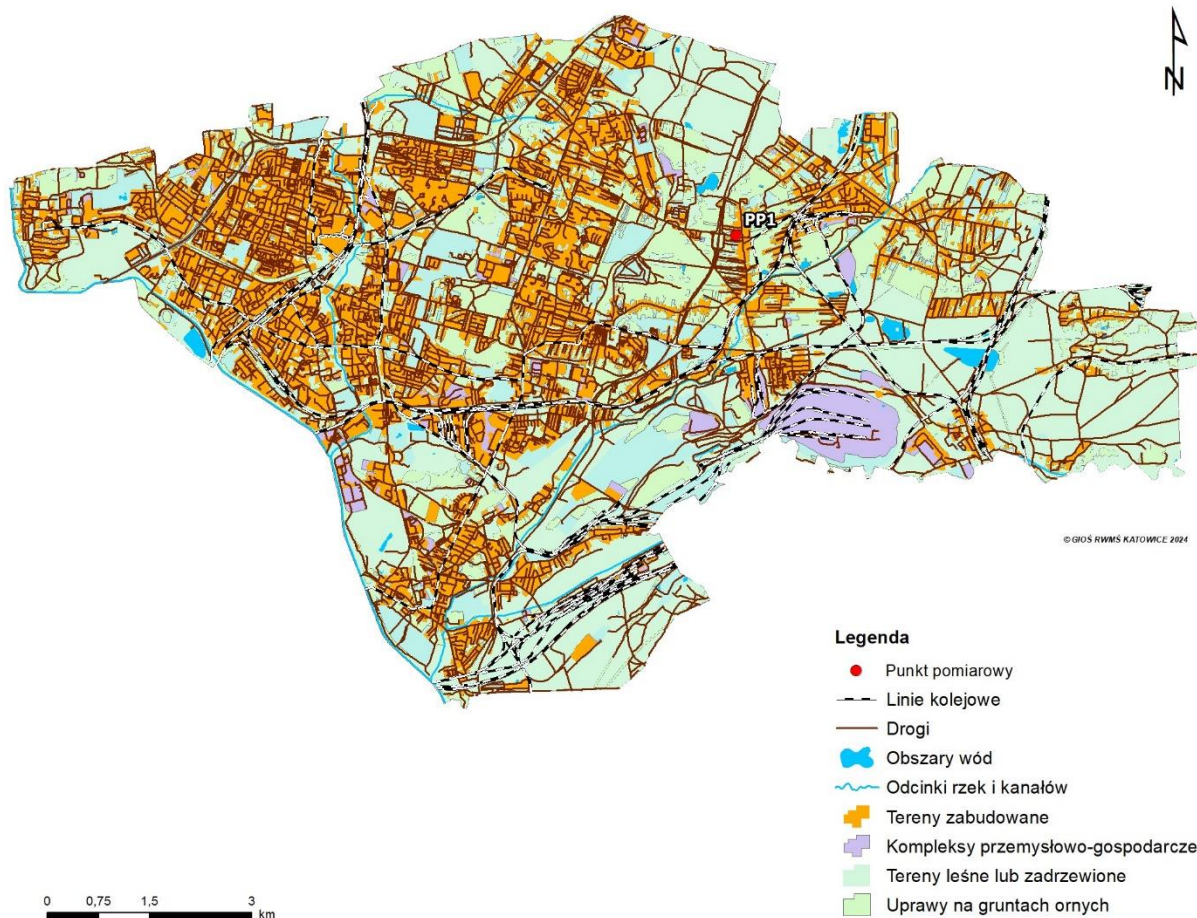 N
PP1
© GIOŚ RWMŚ KATOWICE 2024
Legenda
Punkt pomiarowy
Linie kolejowe
Drogi
Obszary wód
Odcinki rzek i kanałów
Tereny zabudowane
Kompleksy przemysłowo-gospodarcze
Tereny leśne lub zadrzewione
Uprawy na gruntach ornych
0 0,75 1,5 3
km